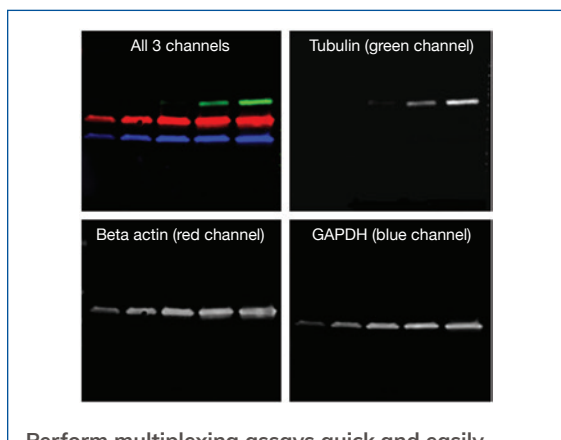 All 3 channels
Tubulin (green channel)
Beta actin (red channel)
GAPDH (blue channel)
Perform multiplexing assays quick and easily